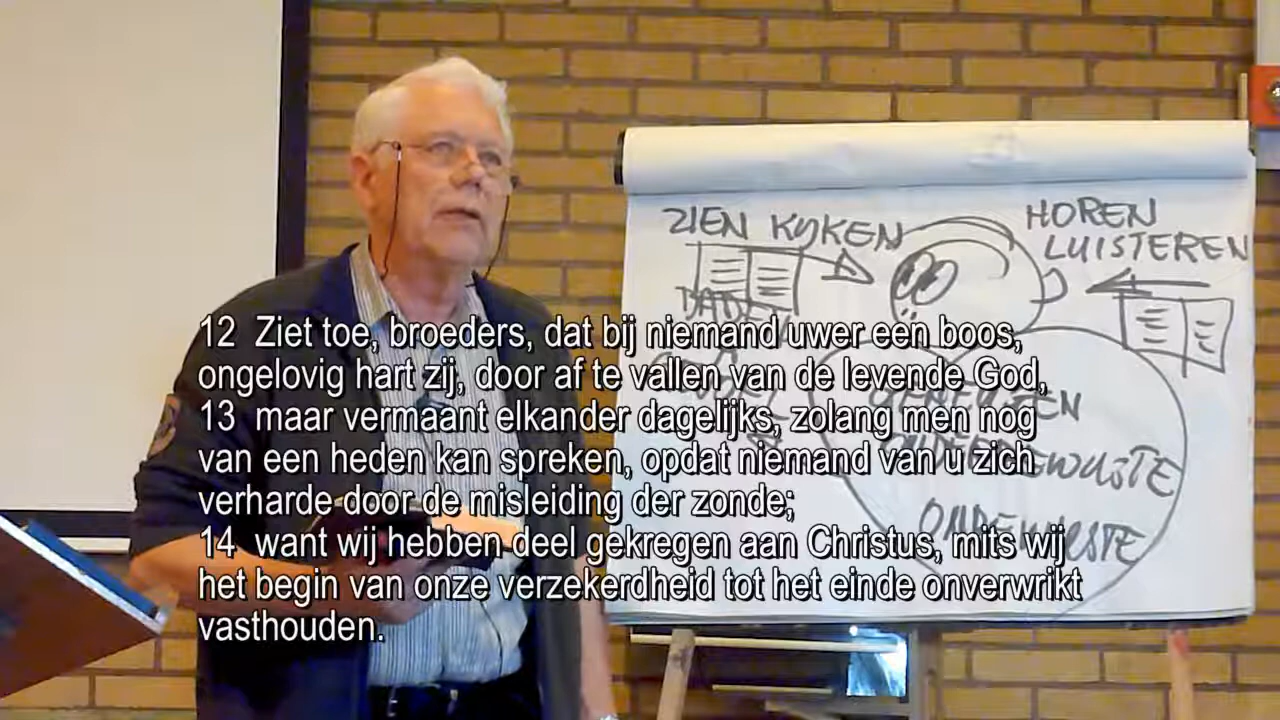 ZIEN KYKEN
HOREN
LUISTEREN
12 Ziet toe, broeders, dat bij niemand uwer een boos,
ongelovig hart zij, door af te vallen van de levende God,
13 maar vermaant elkander dagelijks, zolang men nog
van een heden kan spreken, opdat niemand van u zich
verharde door de misleiding der zonde;
14 want wij hebben deel gekregen aan Christus, mits wij
het begin van onze verzekerdheid tot het einde onverwrikt
vasthouden.